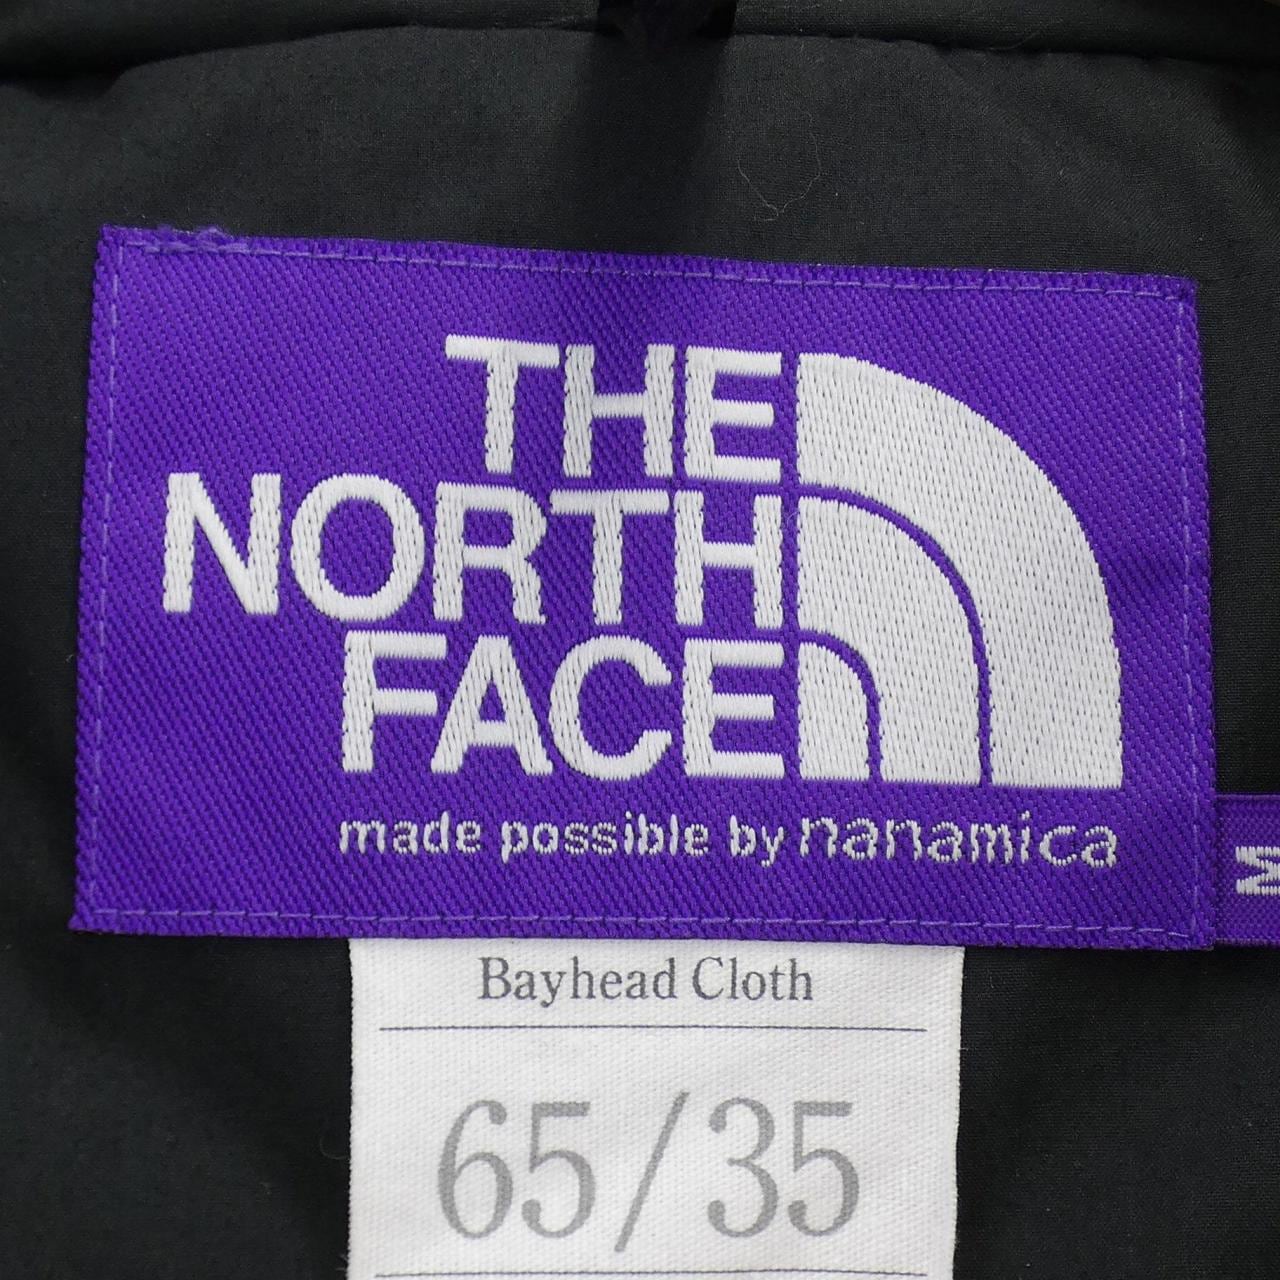 THE
NORTH
FACE
made possible by nanamica
M
Bayhead Cloth
65/35